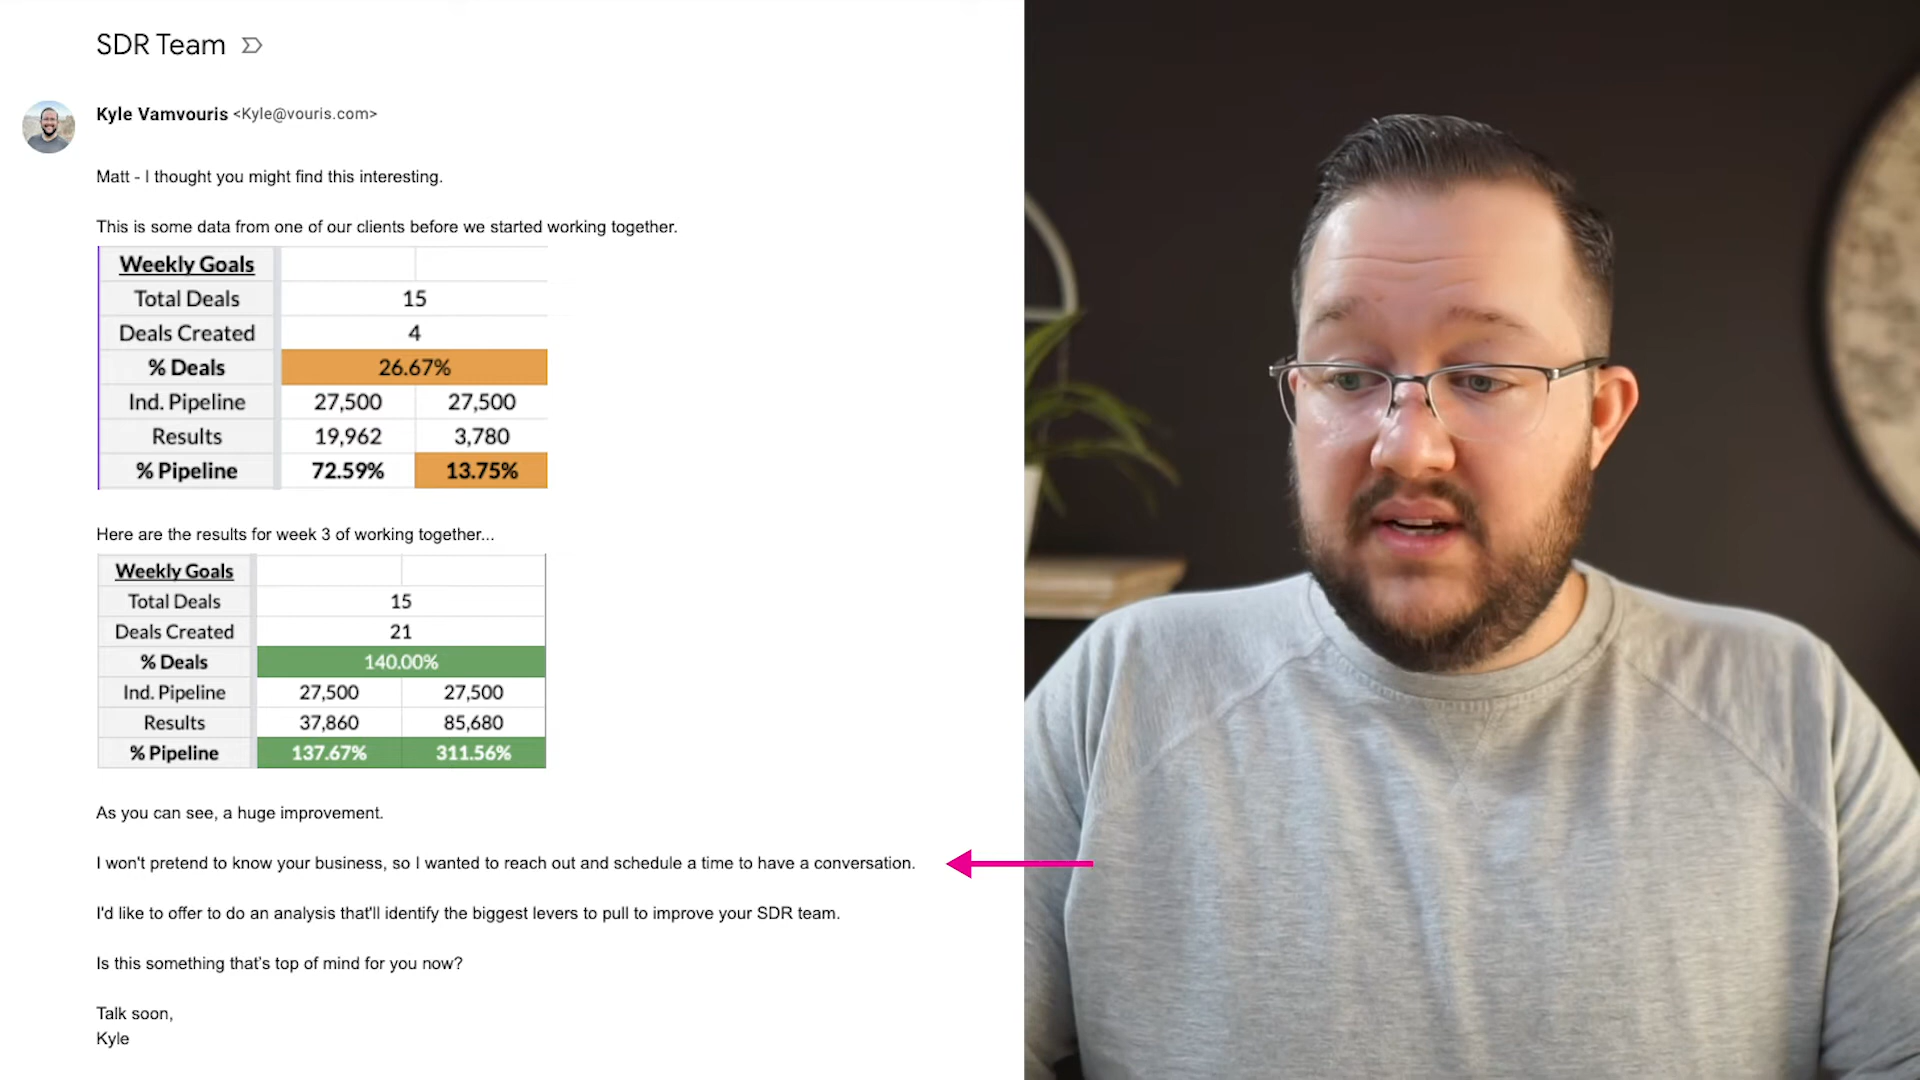 SDR Team
Kyle Vamvouris <Kyle@vouris.com>
Matt - I thought you might find this interesting.
This is some data from one of our clients before we started working together.
Weekly Goals
Total Deals 15
Deals Created 4
% Deals 26.67%
Ind. Pipeline 27,500 27,500
Results 19,962 3,780
% Pipeline 72.59% 13.75%
Here are the results for week 3 of working together...
Weekly Goals
Total Deals 15
Deals Created 21
% Deals 140.00%
Ind. Pipeline 27,500 27,500
Results 37,860 85,680
% Pipeline 137.67% 311.56%
As you can see, a huge improvement.
I won't pretend to know your business, so I wanted to reach out and schedule a time to have a conversation.
I'd like to offer to do an analysis that'll identify the biggest levers to pull to improve your SDR team.
Is this something that's top of mind for you now?
Talk soon,
Kyle